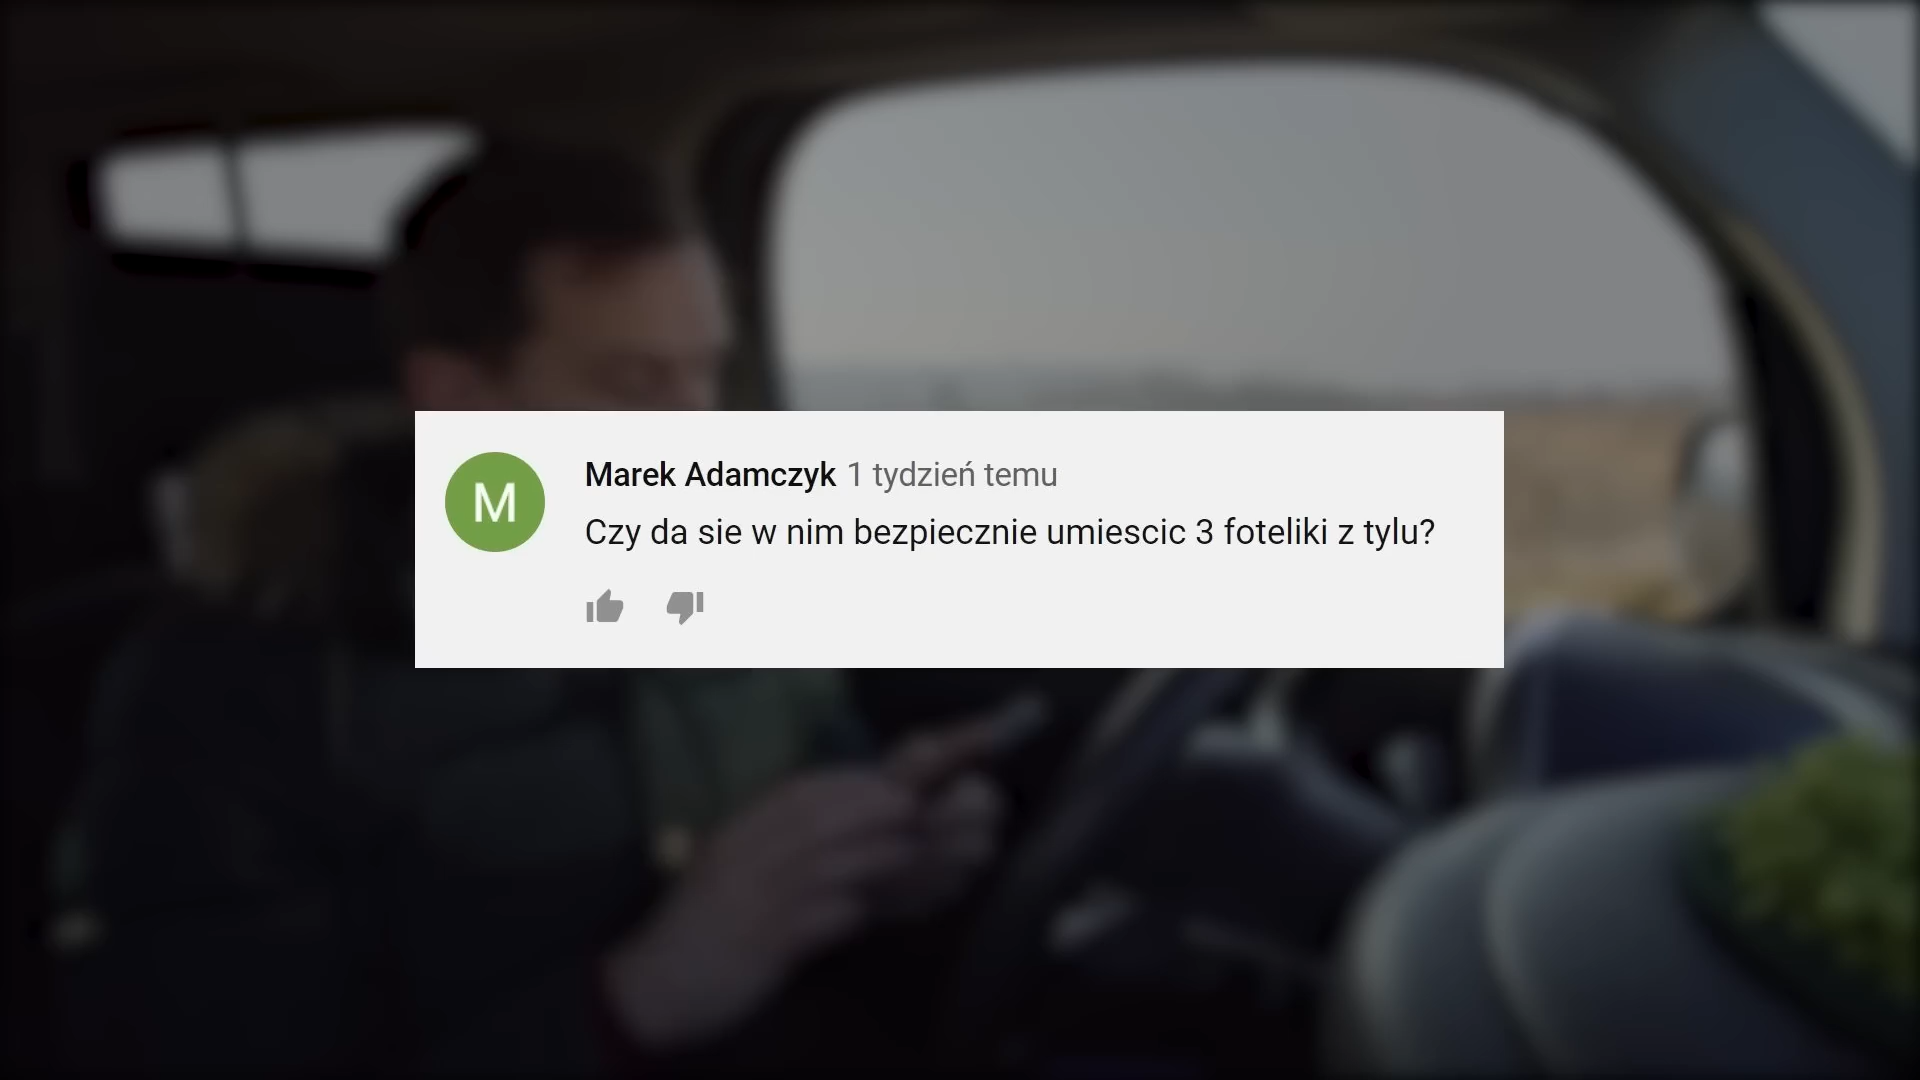 M
Marek Adamczyk 1 tydzień temu
Czy da sie w nim bezpiecznie umiescic 3 foteliki z tylu?